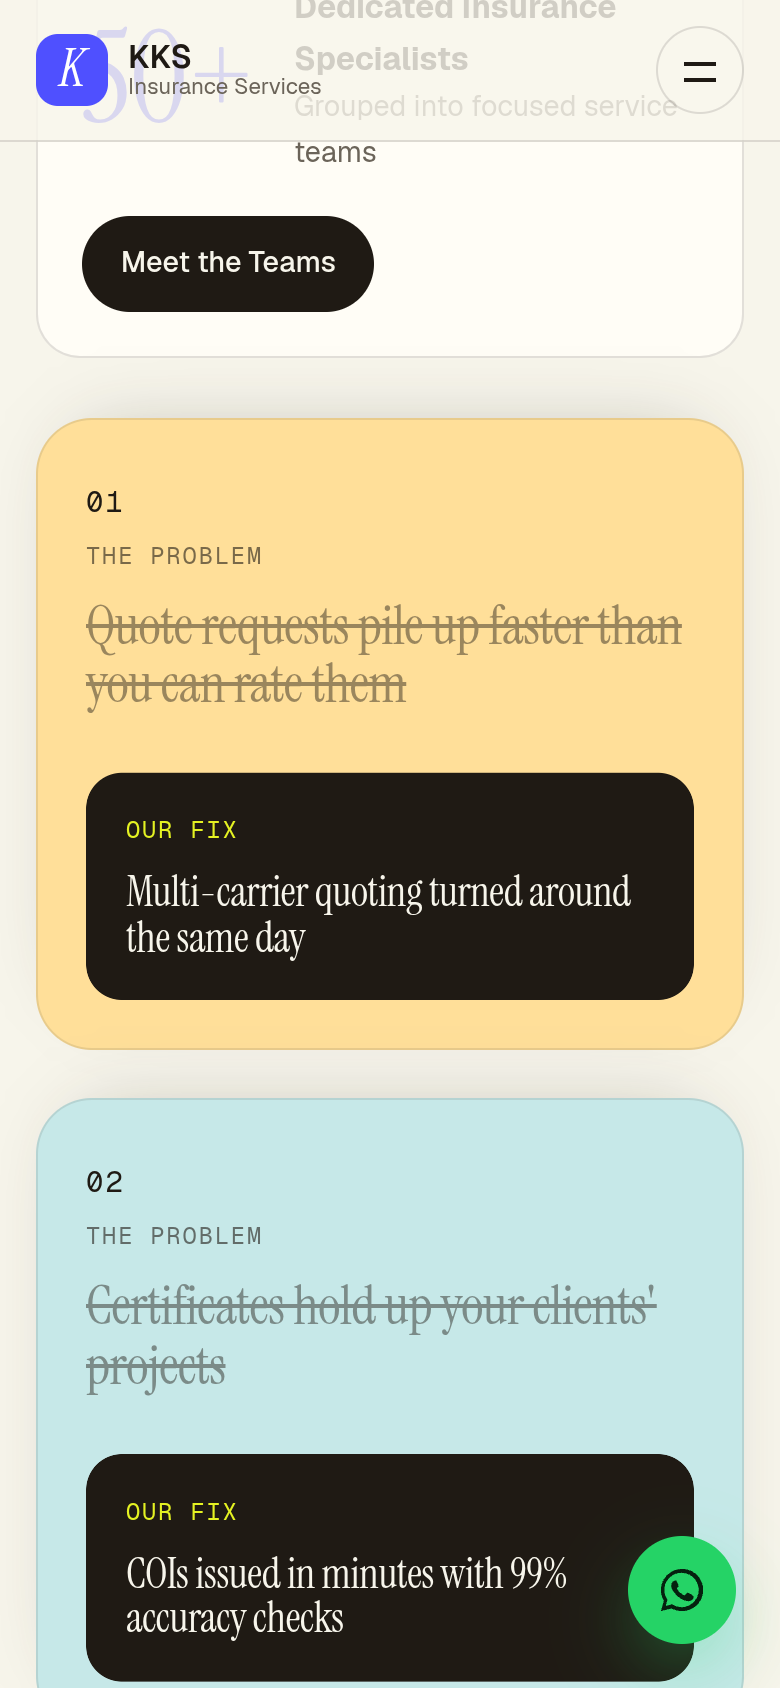 Dedicated Insurance
Specialists
50+
Grouped into focused service
teams
K
KKS
Insurance Services
Meet the Teams
01
THE PROBLEM
Quote requests pile up faster than
you can rate them
OUR FIX
Multi-carrier quoting turned around
the same day
02
THE PROBLEM
Certificates hold up your clients'
projects
OUR FIX
COIs issued in minutes with 99%
accuracy checks